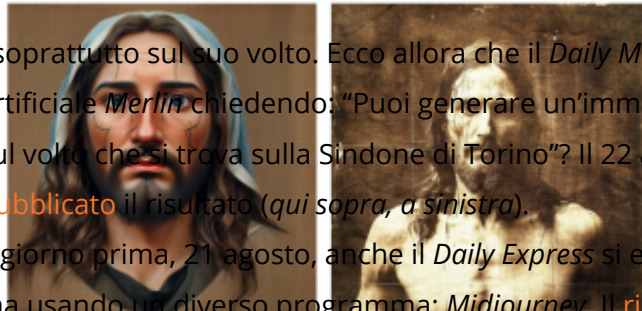 soprattutto sul suo volto. Ecco allora che il Daily M
rtificiale Merlin chiedendo: “Puoi generare un’imm
ul volto che si trova sulla Sindone di Torino”? Il 22
ubblicato il risultato (qui sopra, a sinistra).
giorno prima, 21 agosto, anche il Daily Express si e
na usando un diverso programma: Midjourney. Il ri